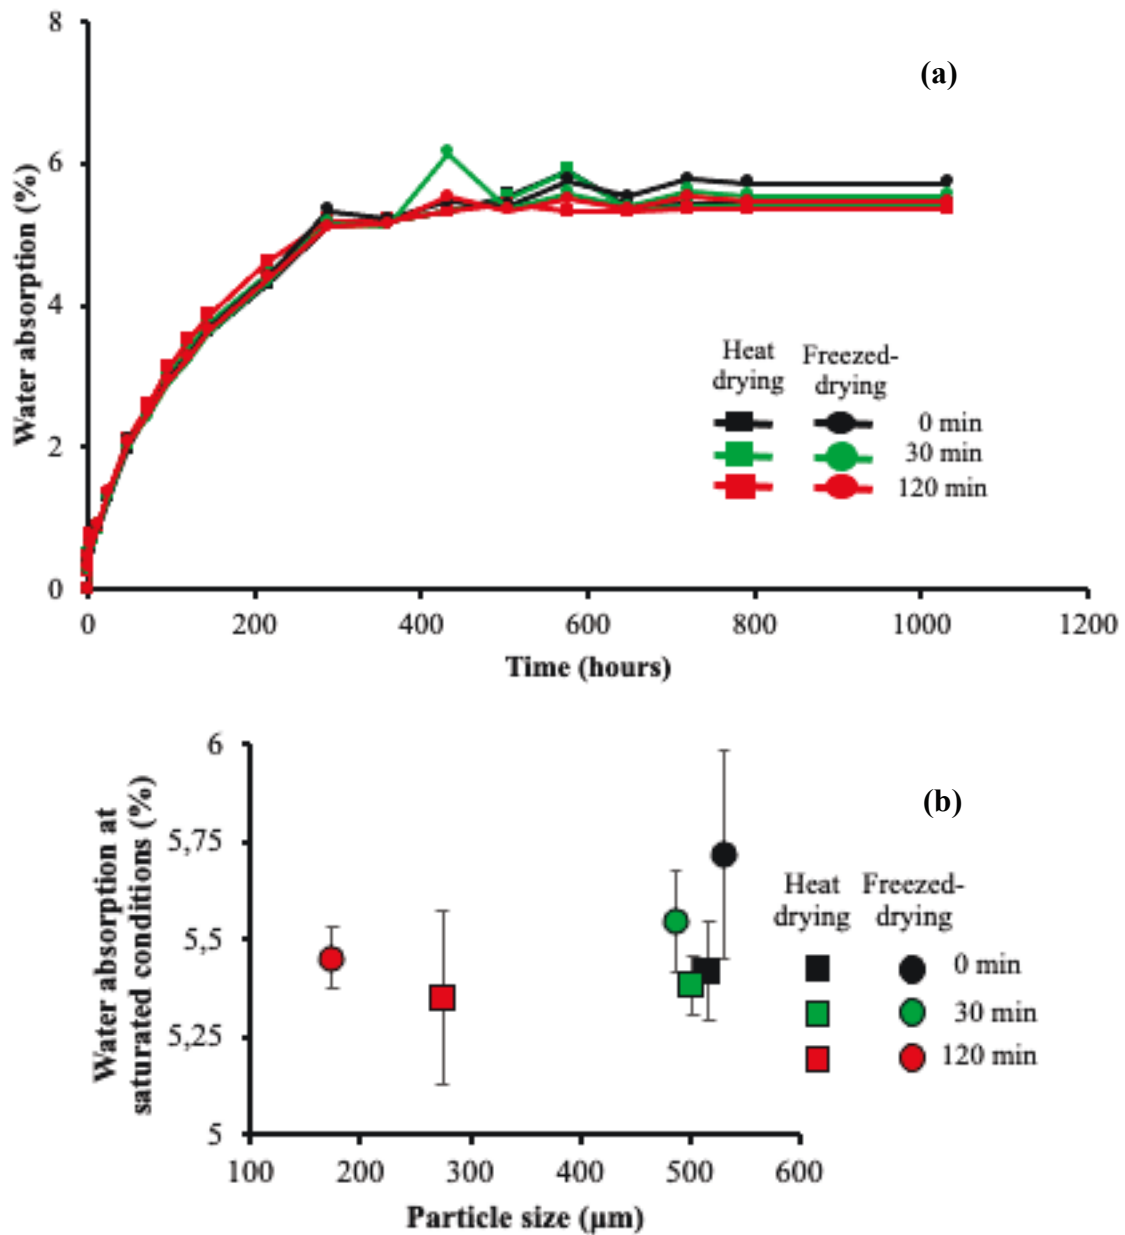 (a)
Water absorption (%)
8
6
4
2
0
0 200 400 600 800 1000 1200
Time (hours)
Heat drying
Freezed-drying
0 min
30 min
120 min
(b)
Water absorption at
saturated conditions (%)
6
5,75
5,5
5,25
5
100 200 300 400 500 600
Particle size (µm)
Heat drying
Freezed-drying
0 min
30 min
120 min